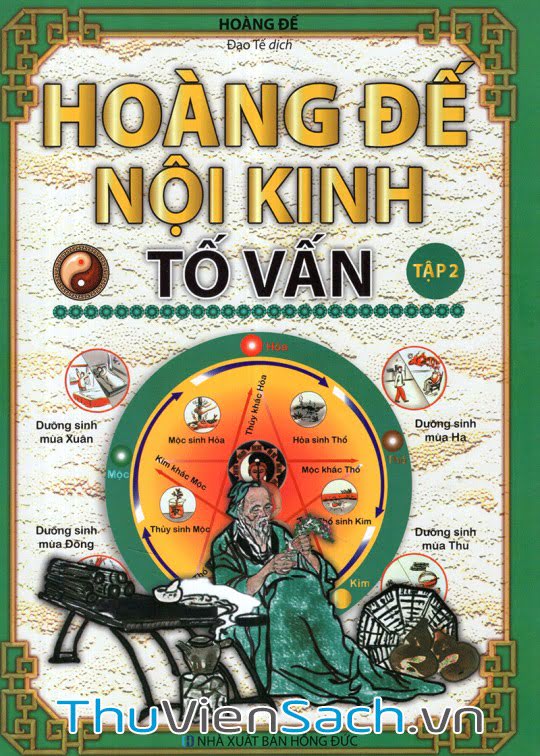 HOÀNG ĐẾ
Đạo Tế dịch
HOÀNG ĐẾ
NỘI KINH
TỐ VẤN
TẬP 2
Hỏa
Dưỡng sinh
mùa Xuân
Mộc sinh Hỏa
Thủy khắc Hỏa
Hỏa sinh Thổ
Dưỡng sinh
mùa Hạ
Mộc
Kim khắc Mộc
Mộc khắc Thổ
Thủy sinh Mộc
sinh Kim
Dưỡng sinh
mùa Đông
Dưỡng sinh
mùa Thu
Kim
ThuVienSach.vn
NHÀ XUẤT BẢN HỒNG ĐỨC